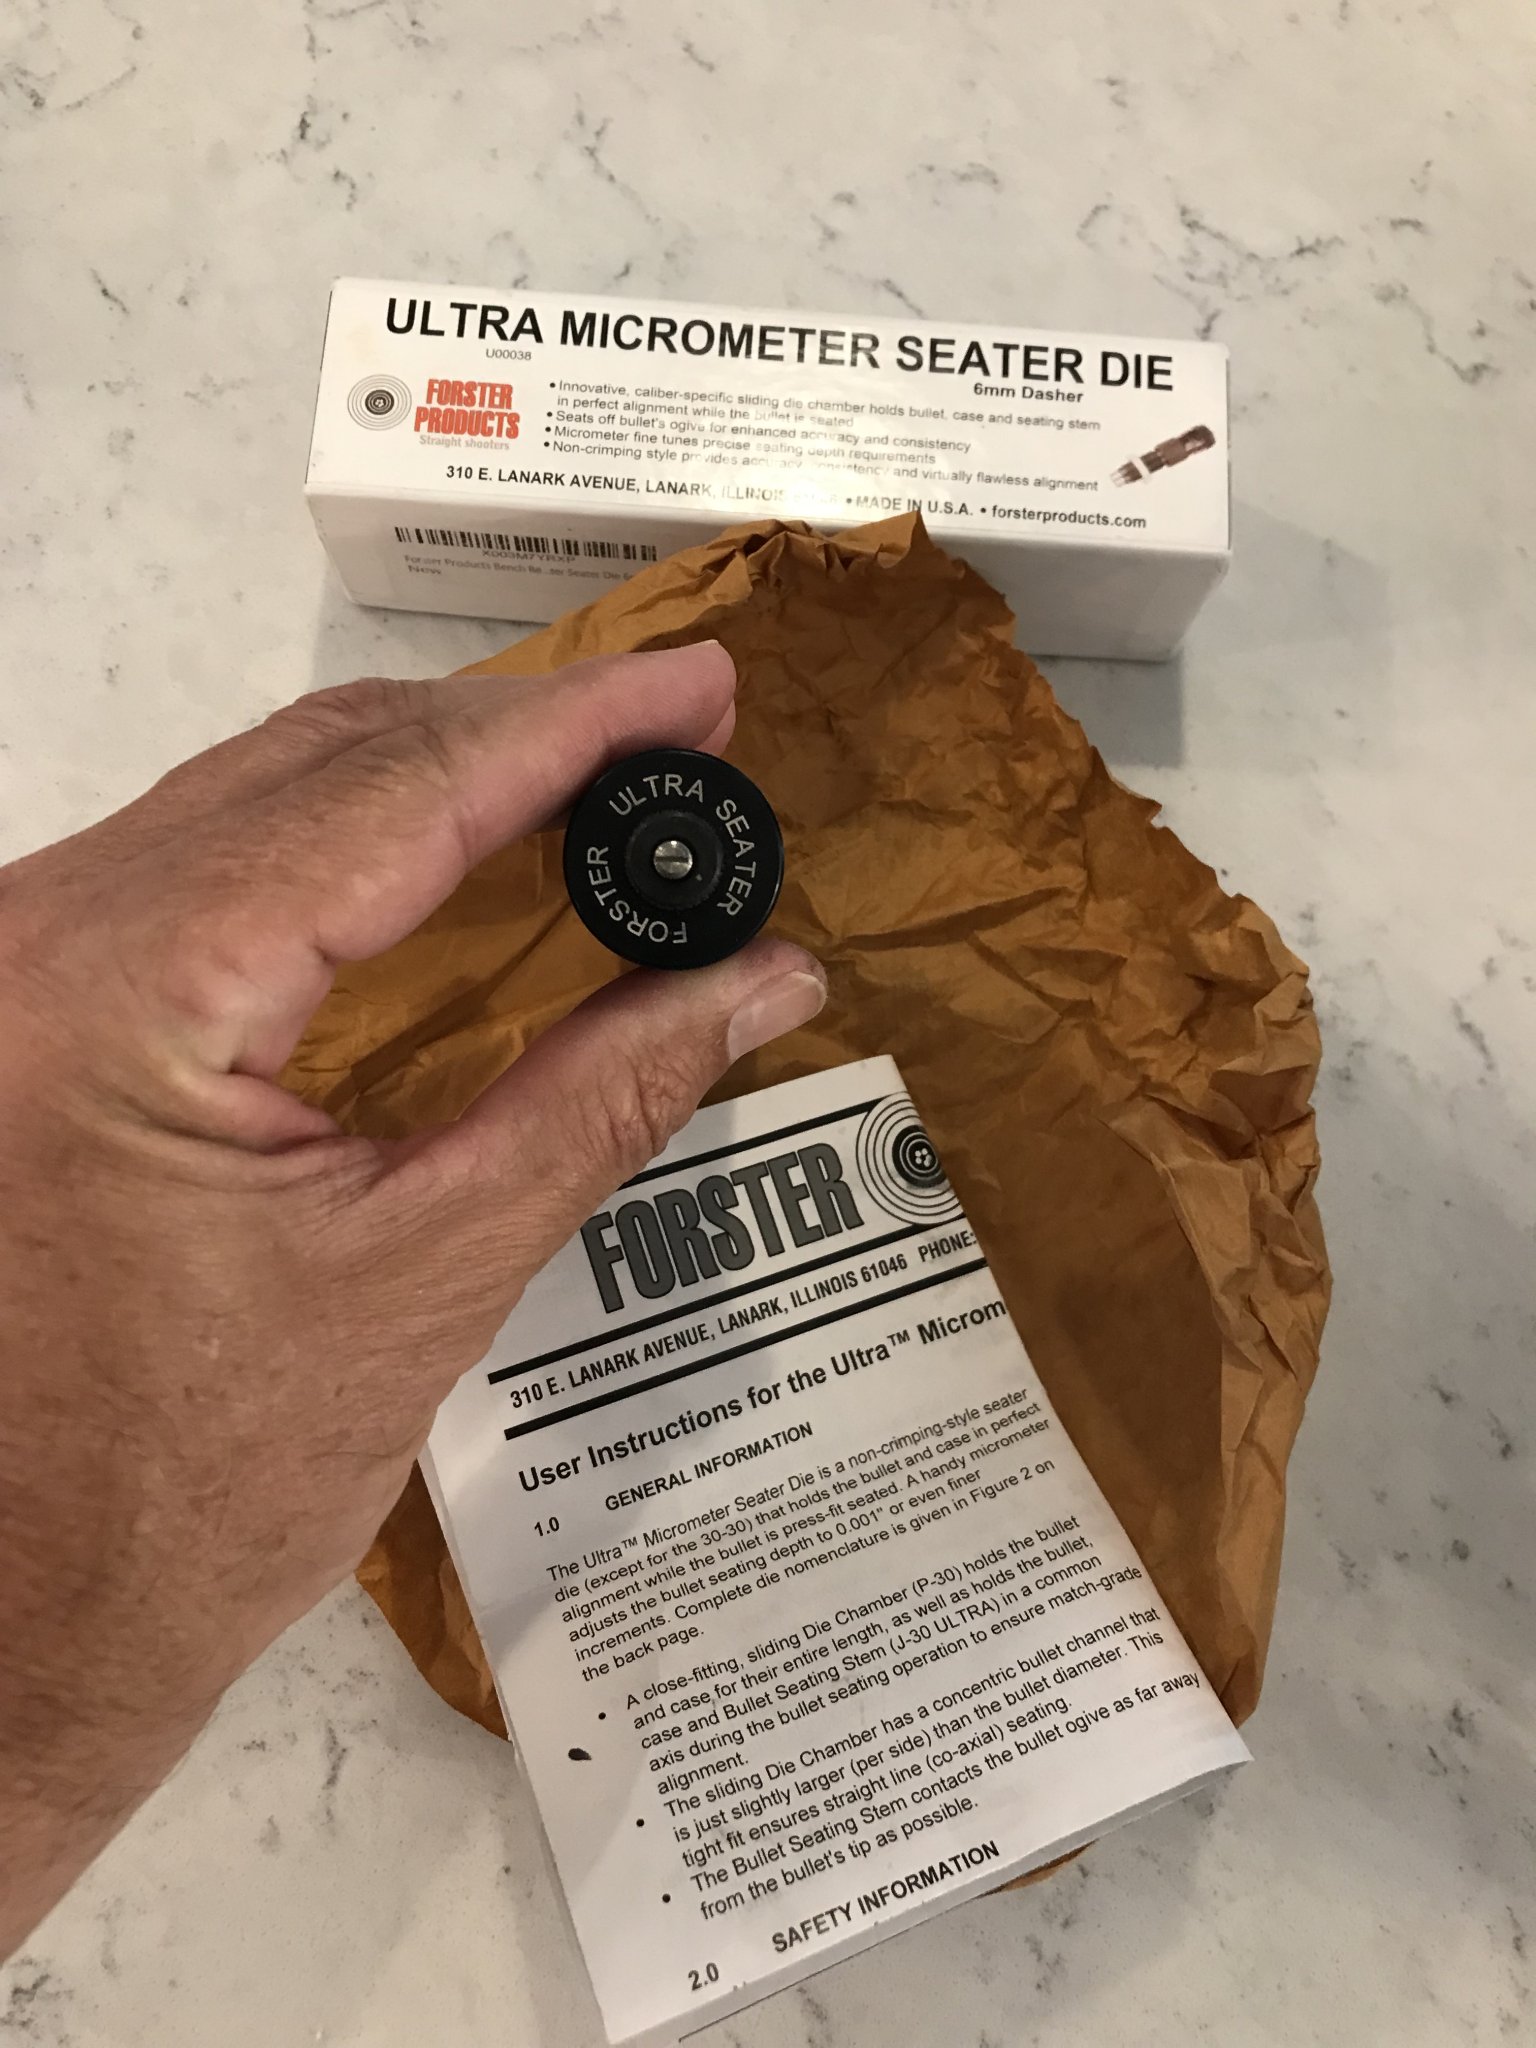 ULTRA MICROMETER SEATER DIE
U00038
6mm Dasher
FORSTER
PRODUCTS
Straight shooters
• Innovative, caliber-specific sliding die chamber holds bullet, case and seating stem
in perfect alignment while the bullet is seated
• Seats off bullet's ogive for enhanced accuracy and consistency
• Micrometer fine tunes precise seating depth requirements
• Non-crimping style provides accuracy, consistency and virtually flawless alignment
310 E. LANARK AVENUE, LANARK, ILLINOIS • MADE IN U.S.A. • forsterproducts.com
X003M7YRXP
Forster Products Bench Re...ter Seater Die
New
ULTRA SEATER
FORSTER
FORSTER
310 E. LANARK AVENUE, LANARK, ILLINOIS 61046 PHONE:
User Instructions for the Ultra™ Microm
1.0 GENERAL INFORMATION
The Ultra™ Micrometer Seater Die is a non-crimping-style seater
die (except for the 30-30) that holds the bullet and case in perfect
alignment while the bullet is press-fit seated. A handy micrometer
adjusts the bullet seating depth to 0.001" or even finer
increments. Complete die nomenclature is given in Figure 2 on
the back page.
• A close-fitting, sliding Die Chamber (P-30) holds the bullet
and case for their entire length, as well as holds the bullet,
case and Bullet Seating Stem (J-30 ULTRA) in a common
axis during the bullet seating operation to ensure match-grade
alignment.
• The sliding Die Chamber has a concentric bullet channel that
is just slightly larger (per side) than the bullet diameter. This
tight fit ensures straight line (co-axial) seating.
• The Bullet Seating Stem contacts the bullet ogive as far away
from the bullet's tip as possible.
2.0 SAFETY INFORMATION